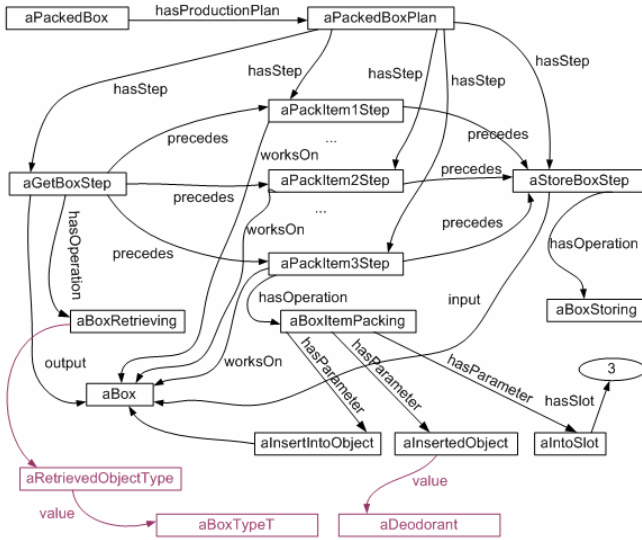 aPackedBox
hasProductionPlan
aPackedBoxPlan
hasStep
hasStep
hasStep
hasStep
hasStep
aPackItem1Step
precedes
precedes
...
worksOn
aGetBoxStep
aPackItem2Step
precedes
precedes
aStoreBoxStep
...
worksOn
precedes
precedes
hasOperation
hasOperation
aPackItem3Step
hasOperation
input
aBoxRetrieving
aBoxItemPacking
aBoxStoring
output
worksOn
hasParameter
hasParameter
hasParameter
3
hasSlot
aBox
aInsertIntoObject
aInsertedObject
aIntoSlot
aRetrievedObjectType
value
value
aBoxTypeT
aDeodorant